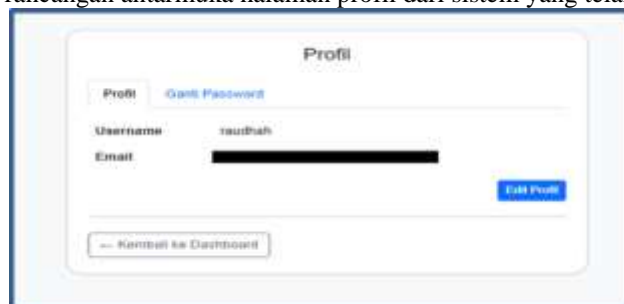 rancangan antarmuka halaman profil dari sistem yang
Profil
Profil Ganti Password
Username raudhah
Email
Edit Profil
← Kembali ke Dashboard